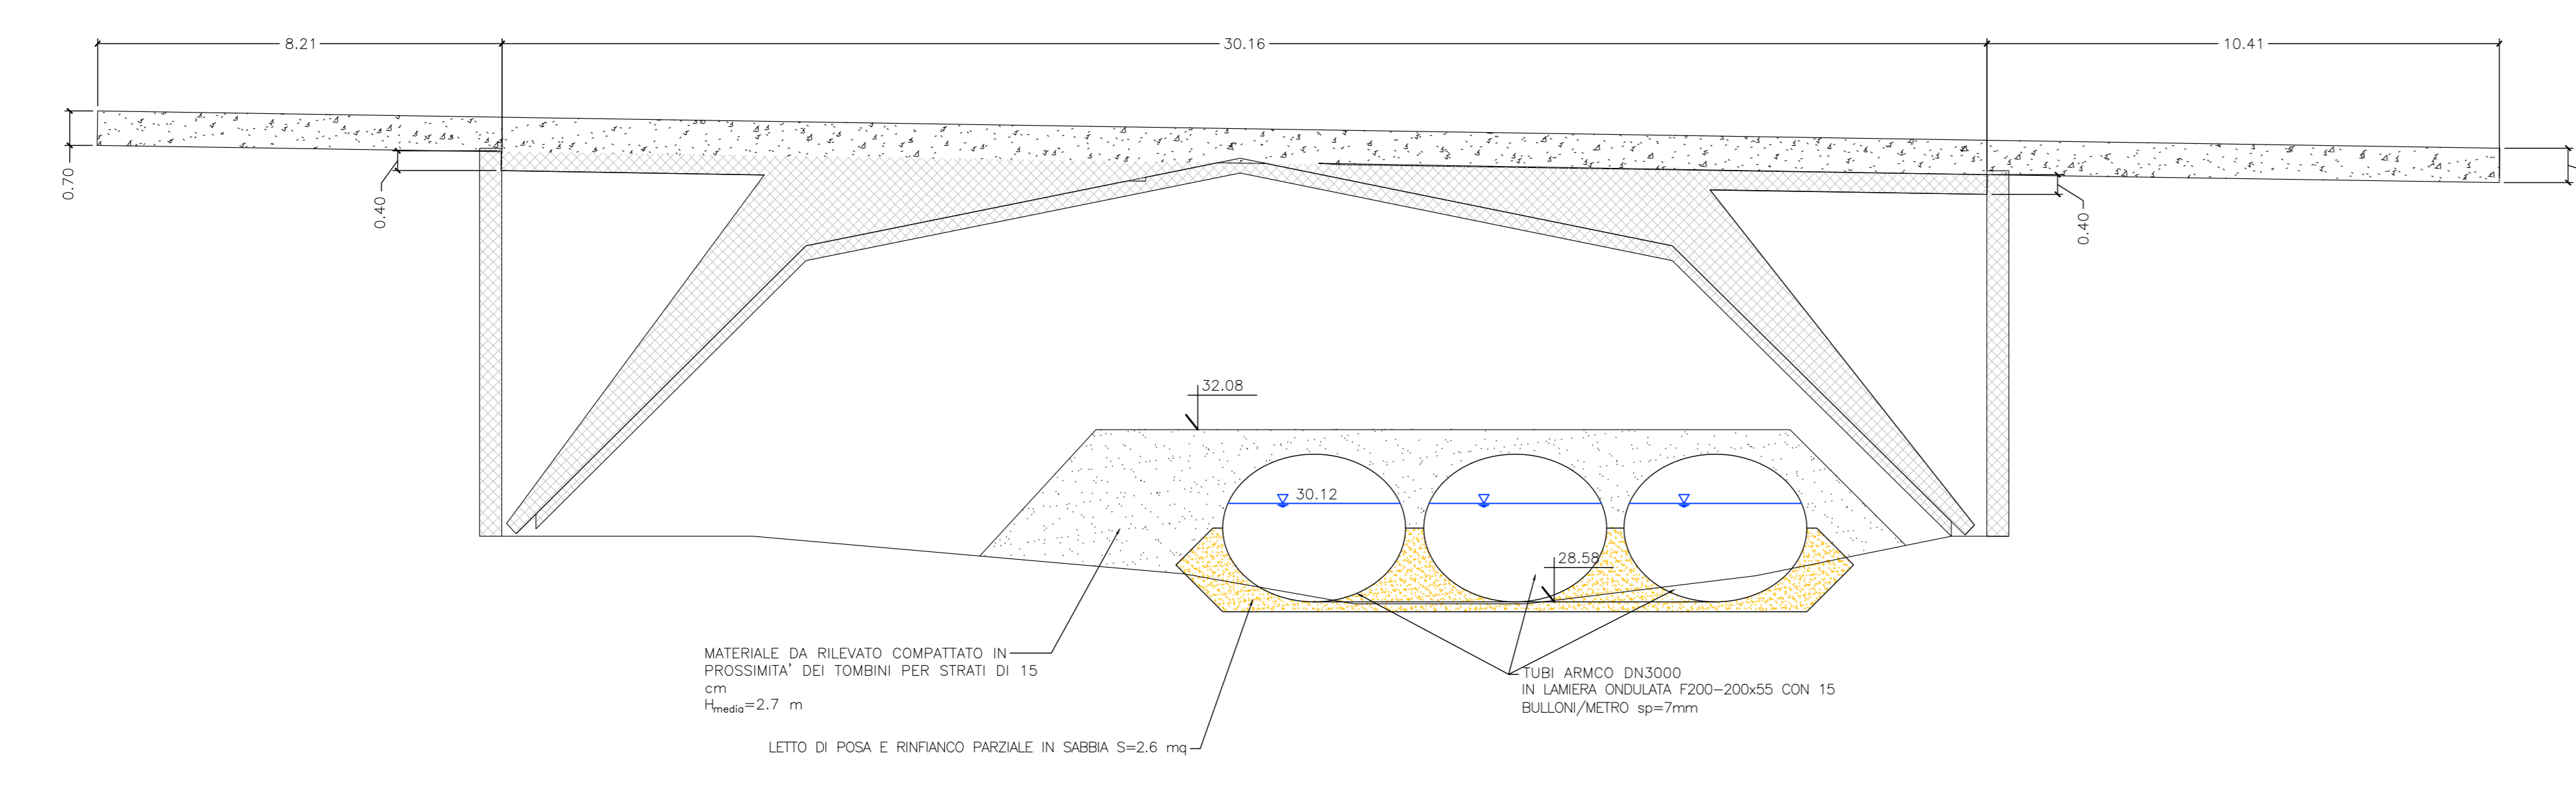 8.21
30.16
10.41
0.70
0.40
0.40
32.08
30.12
28.58
MATERIALE DA RILEVATO COMPATTATO IN
PROSSIMITA' DEI TOMBINI PER STRATI DI 15
cm
Hmedia=2.7 m
TUBI ARMCO DN3000
IN LAMIERA ONDULATA F200-200x55 CON 15
BULLONI/METRO sp=7mm
LETTO DI POSA E RINFIANCO PARZIALE IN SABBIA S=2.6 mq